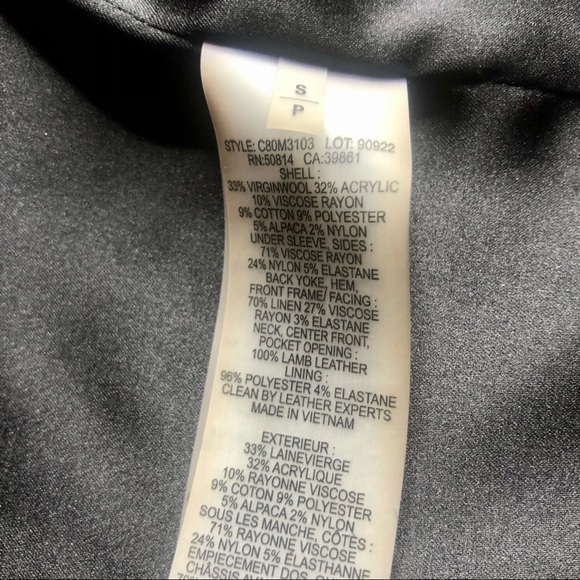 S
P
STYLE: C80M3103 LOT: 90922
RN:50814 CA:39861
SHELL :
33% VIRGINWOOL 32% ACRYLIC
10% VISCOSE RAYON
9% COTTON 9% POLYESTER
5% ALPACA 2% NYLON
UNDER SLEEVE, SIDES :
71% VISCOSE RAYON
24% NYLON 5% ELASTANE
BACK YOKE, HEM,
FRONT FRAME/ FACING :
70% LINEN 27% VISCOSE
RAYON 3% ELASTANE
NECK, CENTER FRONT,
POCKET OPENING :
100% LAMB LEATHER
LINING :
96% POLYESTER 4% ELASTANE
CLEAN BY LEATHER EXPERTS
MADE IN VIETNAM
EXTERIEUR :
33% LAINEVIERGE
32% ACRYLIQUE
10% RAYONNE VISCOSE
9% COTON 9% POLYESTER
5% ALPAGA 2% NYLON
SOUS LES MANCHE, CÔTES :
71% RAYONNE VISCOSE
24% NYLON 5% ELASTHANNE
EMPIECEMENT DOS,
CHÂSSIS